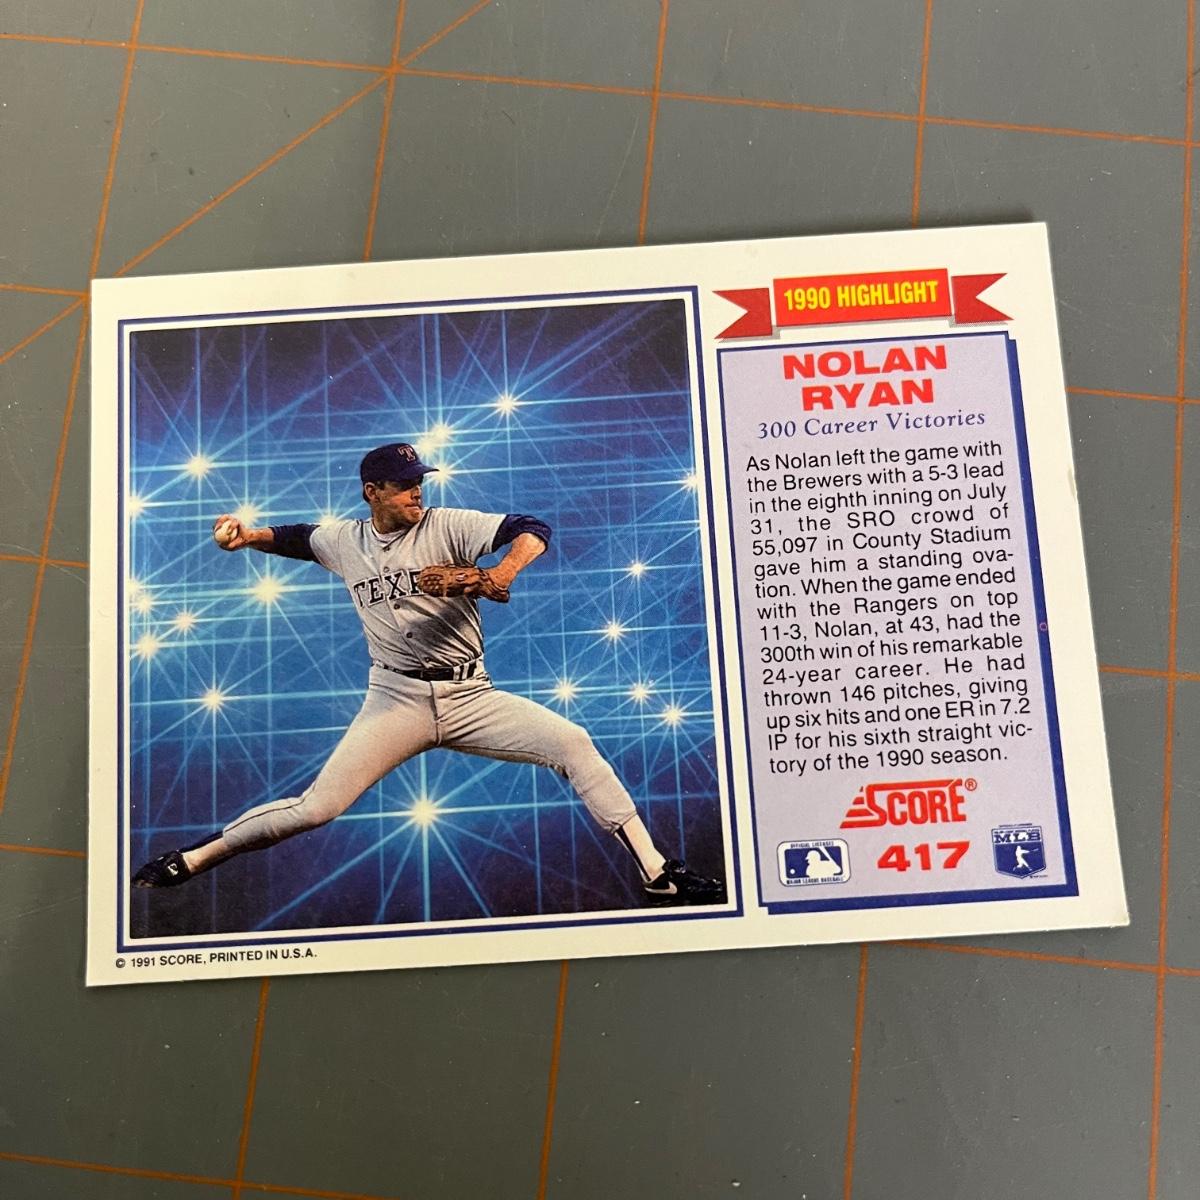 1990 HIGHLIGHT
NOLAN
RYAN
300 Career Victories
As Nolan left the game with
the Brewers with a 5-3 lead
in the eighth inning on July
31, the SRO crowd of
55,097 in County Stadium
gave him a standing ova-
tion. When the game ended
with the Rangers on top
11-3, Nolan, at 43, had the
300th win of his remarkable
24-year career. He had
thrown 146 pitches, giving
up six hits and one ER in 7.2
IP for his sixth straight vic-
tory of the 1990 season.
SCORE®
417
MLB
T
TEXA
© 1991 SCORE, PRINTED IN U.S.A.